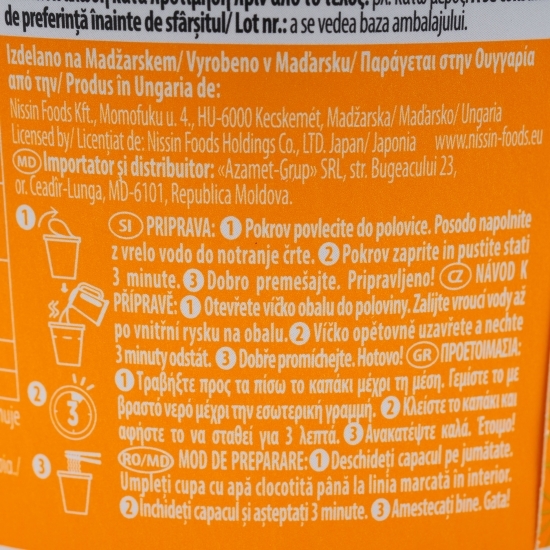 de preferință înainte de sfârșitul/ Lot nr.: a se vedea baza ambalajului.
Izdelano na Madžarskem/ Vyrobeno v Maďarsku/ Παράγεται στην Ουγγαρία
από την/ Produs în Ungaria de:
Nissin Foods Kft., Momofuku u. 4., HU-6000 Kecskemét, Madžarska/ Maďarsko/ Ungaria
Licensed by/ Licențiat de: Nissin Foods Holdings Co., LTD. Japan/ Japonia www.nissin-foods.eu
MD Importator și distribuitor: «Azamet-Grup» SRL, str. Bugeacului 23,
or. Ceadîr-Lunga, MD-6101, Republica Moldova.
1 SI PRIPRAVA: 1 Pokrov povlecite do polovice. Posodo napolnite
z vrelo vodo do notranje črte. 2 Pokrov zaprite in pustite stati
3 minute. 3 Dobro premešajte. Pripravljeno! CZ NÁVOD K
PŘÍPRAVĚ: 1 Otevřete víčko obalu do poloviny. Zalijte vroucí vody až
po vnitřní rysku na obalu. 2 Víčko opětovně uzavřete a nechte
3 minuty odstát. 3 Dobře promíchejte. Hotovo! GR ΠΡΟΕΤΟΙΜΑΣΙΑ:
1 Τραβήξτε προς τα πίσω το καπάκι μέχρι τη μέση. Γεμίστε το με
2 βραστό νερό μέχρι την εσωτερική γραμμή. 2 Κλείστε το καπάκι και
3 αφήστε το να σταθεί για 3 λεπτά. 3 Ανακατέψτε καλά. Έτοιμο!
3 RO/MD MOD DE PREPARARE: 1 Deschideți capacul pe jumătate.
Umpleți cupa cu apă clocotită până la linia marcată în interior.
2 Închideți capacul și așteptați 3 minute. 3 Amestecați bine. Gata!